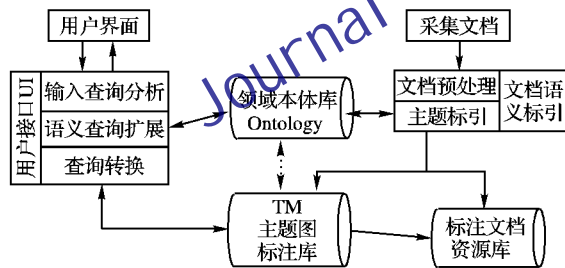 用户界面
采集文档
用户接口UI
输入查询分析
语义查询扩展
查询转换
领域本体库
Ontology
文档预处理
主题标引
文档语义标引
TM
主题图
标注库
标注文档
资源库
Journal